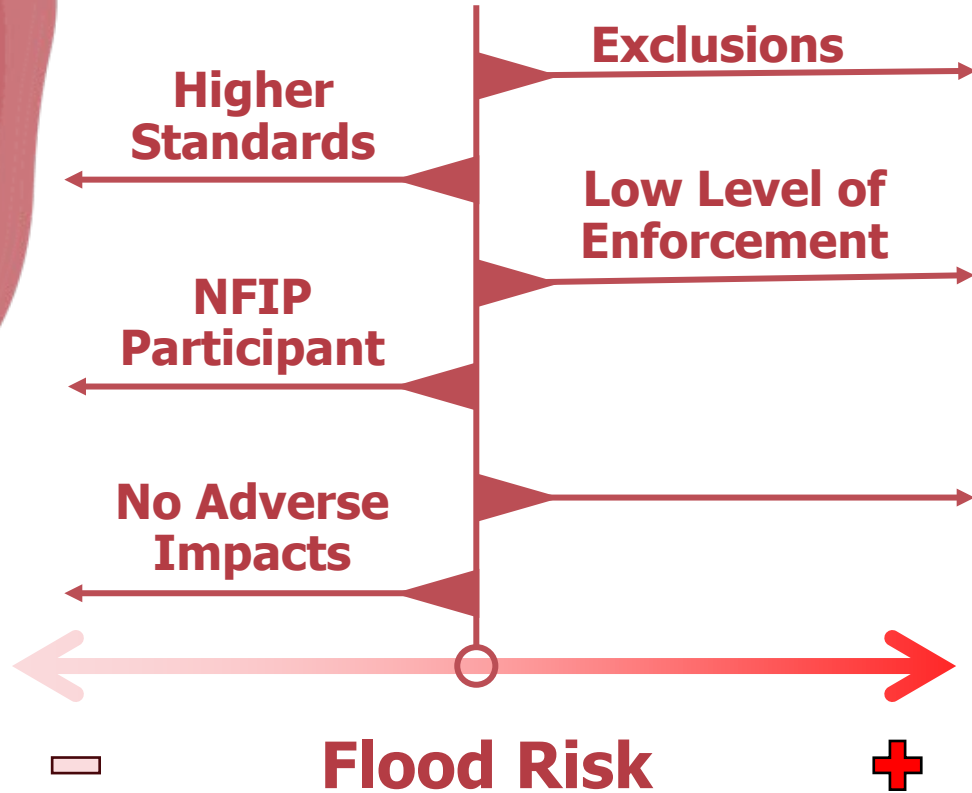 Exclusions
Higher
Standards
Low Level of
Enforcement
NFIP
Participant
No Adverse
Impacts
Flood Risk